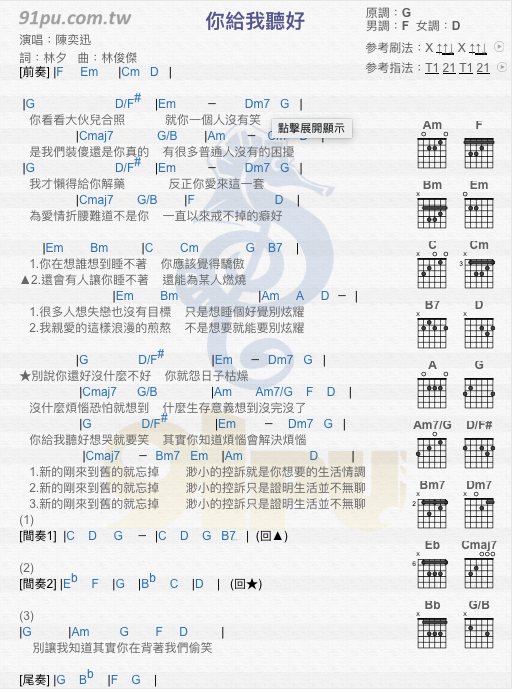 91pu.com.tw
你給我聽好
原調：G
男調：F 女調：D
演唱：陳奕迅
詞：林夕 曲：林俊傑
參考刷法：X ↑↑↓ X ↑↑↓
參考指法：T1 21 T1 21
[前奏] |F Em |Cm D |
|G D/F# |Em – Dm7 G |
你看看大伙兒合照 就你一個人沒有笑
點擊展開顯示
|Cmaj7 G/B |Am – Cm D |
是我們裝傻還是你真的 有很多普通人沒有的困擾
|G D/F# |Em – Dm7 G |
我才懶得給你解藥 反正你愛來這一套
|Cmaj7 G/B |F D |
為愛情折腰難道不是你 一直以來戒不掉的癖好
|Em Bm |C Cm G B7 |
1.你在想誰想到睡不著 你應該覺得驕傲
▲2.還會有人讓你睡不著 還能為某人燃燒
|Em Bm |Am A D – |
1.很多人想失戀也沒有目標 只是想睡個好覺別炫耀
2.我親愛的這樣浪漫的煎熬 不是想要就能要別炫耀
|G D/F# |Em – Dm7 G |
★別說你還好沒什麼不好 你就怨日子枯燥
|Cmaj7 G/B |Am Am7/G F D |
沒什麼煩惱恐怕就想到 什麼生存意義想到沒完沒了
|G D/F# |Em – Dm7 G |
你給我聽好想哭就要笑 其實你知道煩惱會解決煩惱
|Cmaj7 – Bm7 Em |Am D |
1.新的剛來到舊的就忘掉 渺小的控訴就是你想要的生活情調
2.新的剛來到舊的就忘掉 渺小的控訴只是證明生活並不無聊
3.新的剛來到舊的就忘掉 渺小的控訴只是證明生活並不無聊
(1)
[間奏1] |C D G – |C D G B7 | (回▲)
(2)
[間奏2] |Eb F |G |Bb C |D | (回★)
(3)
|G |Am G F D |
別讓我知道其實你在背著我們偷笑
[尾奏] |G Bb |F G |
Am F
Bm Em
C Cm
3
B7 D
A G
Am7/G D/F#
Bm7 Dm7
2
Eb Cmaj7
6
Bb G/B
91pu